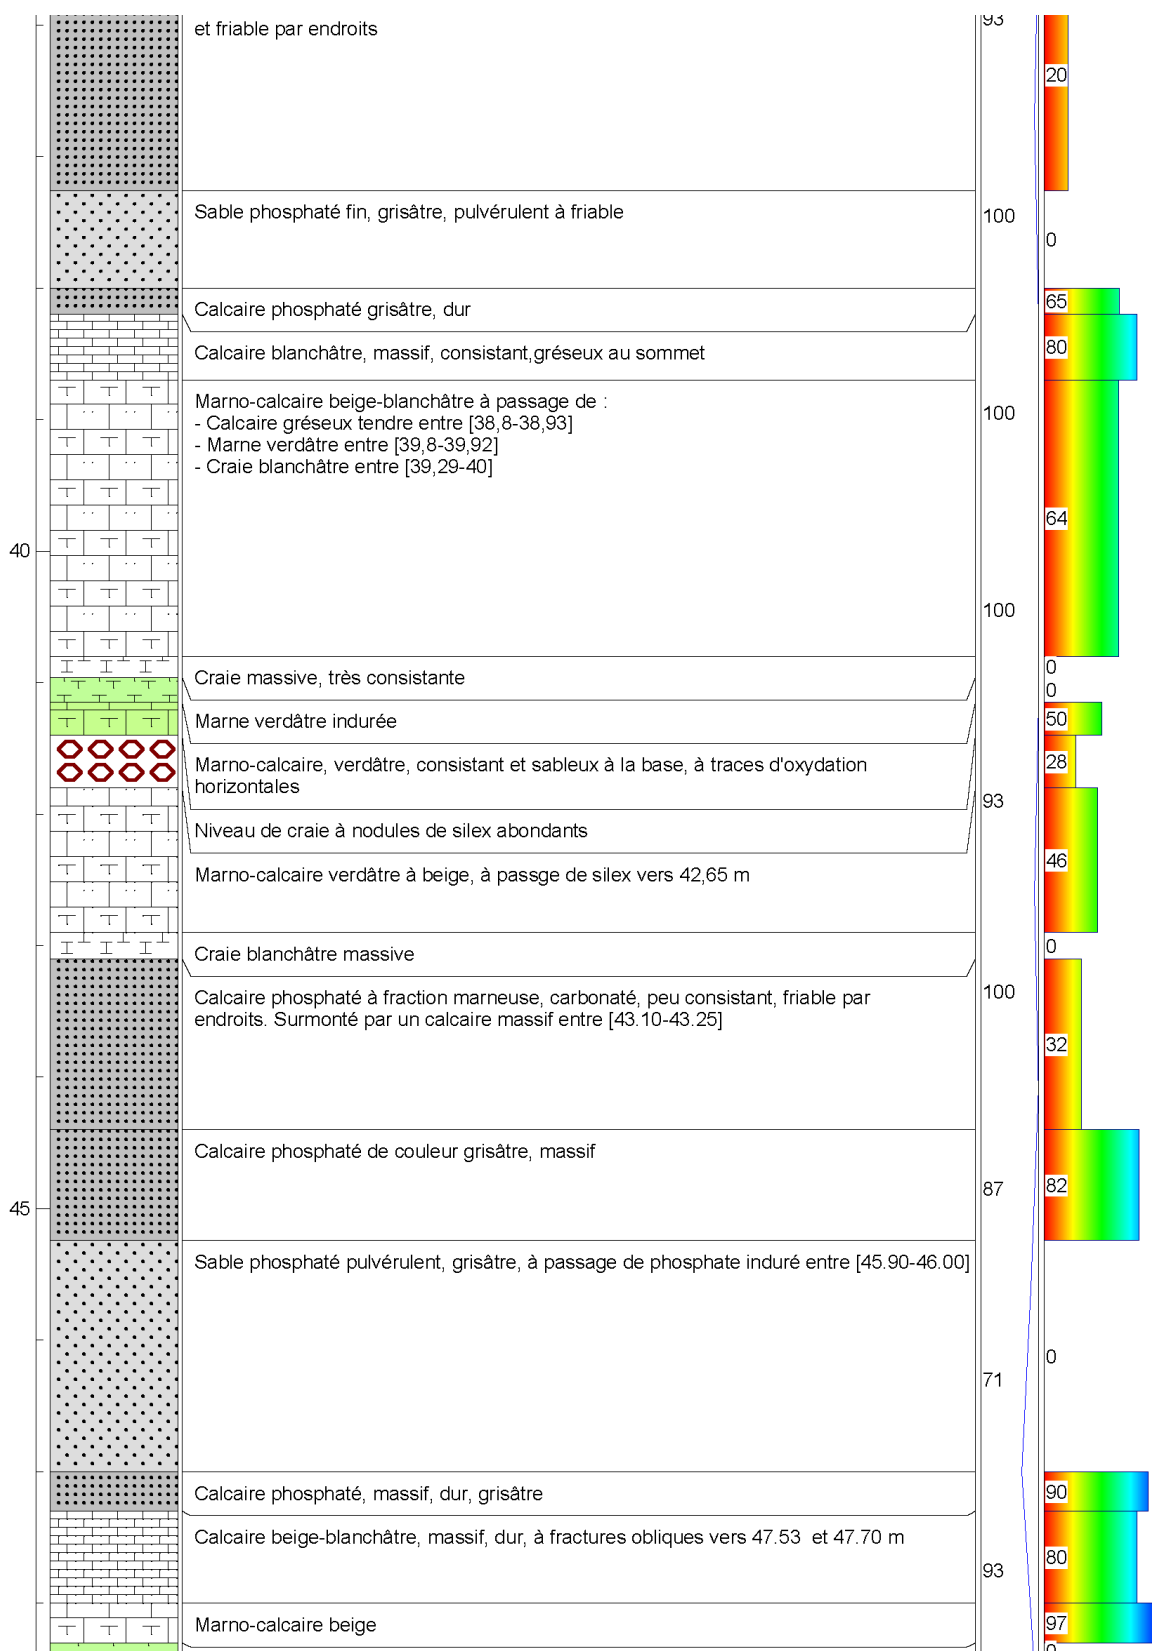 et friable par endroits
93
20
Sable phosphaté fin, grisâtre, pulvérulent à friable
100
0
Calcaire phosphaté grisâtre, dur
65
Calcaire blanchâtre, massif, consistant,gréseux au sommet
80
Marno-calcaire beige-blanchâtre à passage de :
- Calcaire gréseux tendre entre [38,8-38,93]
- Marne verdâtre entre [39,8-39,92]
- Craie blanchâtre entre [39,29-40]
100
64
40
100
Craie massive, très consistante
0
0
Marne verdâtre indurée
50
Marno-calcaire, verdâtre, consistant et sableux à la base, à traces d'oxydation
horizontales
28
93
Niveau de craie à nodules de silex abondants
Marno-calcaire verdâtre à beige, à passge de silex vers 42,65 m
46
Craie blanchâtre massive
0
Calcaire phosphaté à fraction marneuse, carbonaté, peu consistant, friable par
endroits. Surmonté par un calcaire massif entre [43.10-43.25]
100
32
Calcaire phosphaté de couleur grisâtre, massif
87
82
45
Sable phosphaté pulvérulent, grisâtre, à passage de phosphate induré entre [45.90-46.00]
0
71
Calcaire phosphaté, massif, dur, grisâtre
90
Calcaire beige-blanchâtre, massif, dur, à fractures obliques vers 47.53 et 47.70 m
80
93
Marno-calcaire beige
97
0